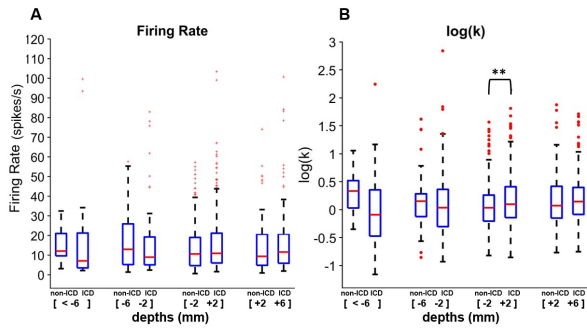 A
Firing Rate
Firing Rate (spikes/s)
120
110
100
90
80
70
60
50
40
30
20
10
0
non-ICD ICD non-ICD ICD non-ICD ICD non-ICD ICD
[ < -6 ] [ -6 -2 ] [ -2 +2 ] [ +2 +6 ]
depths (mm)
B
log(k)
log(k)
3
2.5
2
1.5
1
0.5
0
-0.5
-1
**
non-ICD ICD non-ICD ICD non-ICD ICD non-ICD ICD
[ < -6 ] [ -6 -2 ] [ -2 +2 ] [ +2 +6 ]
depths (mm)